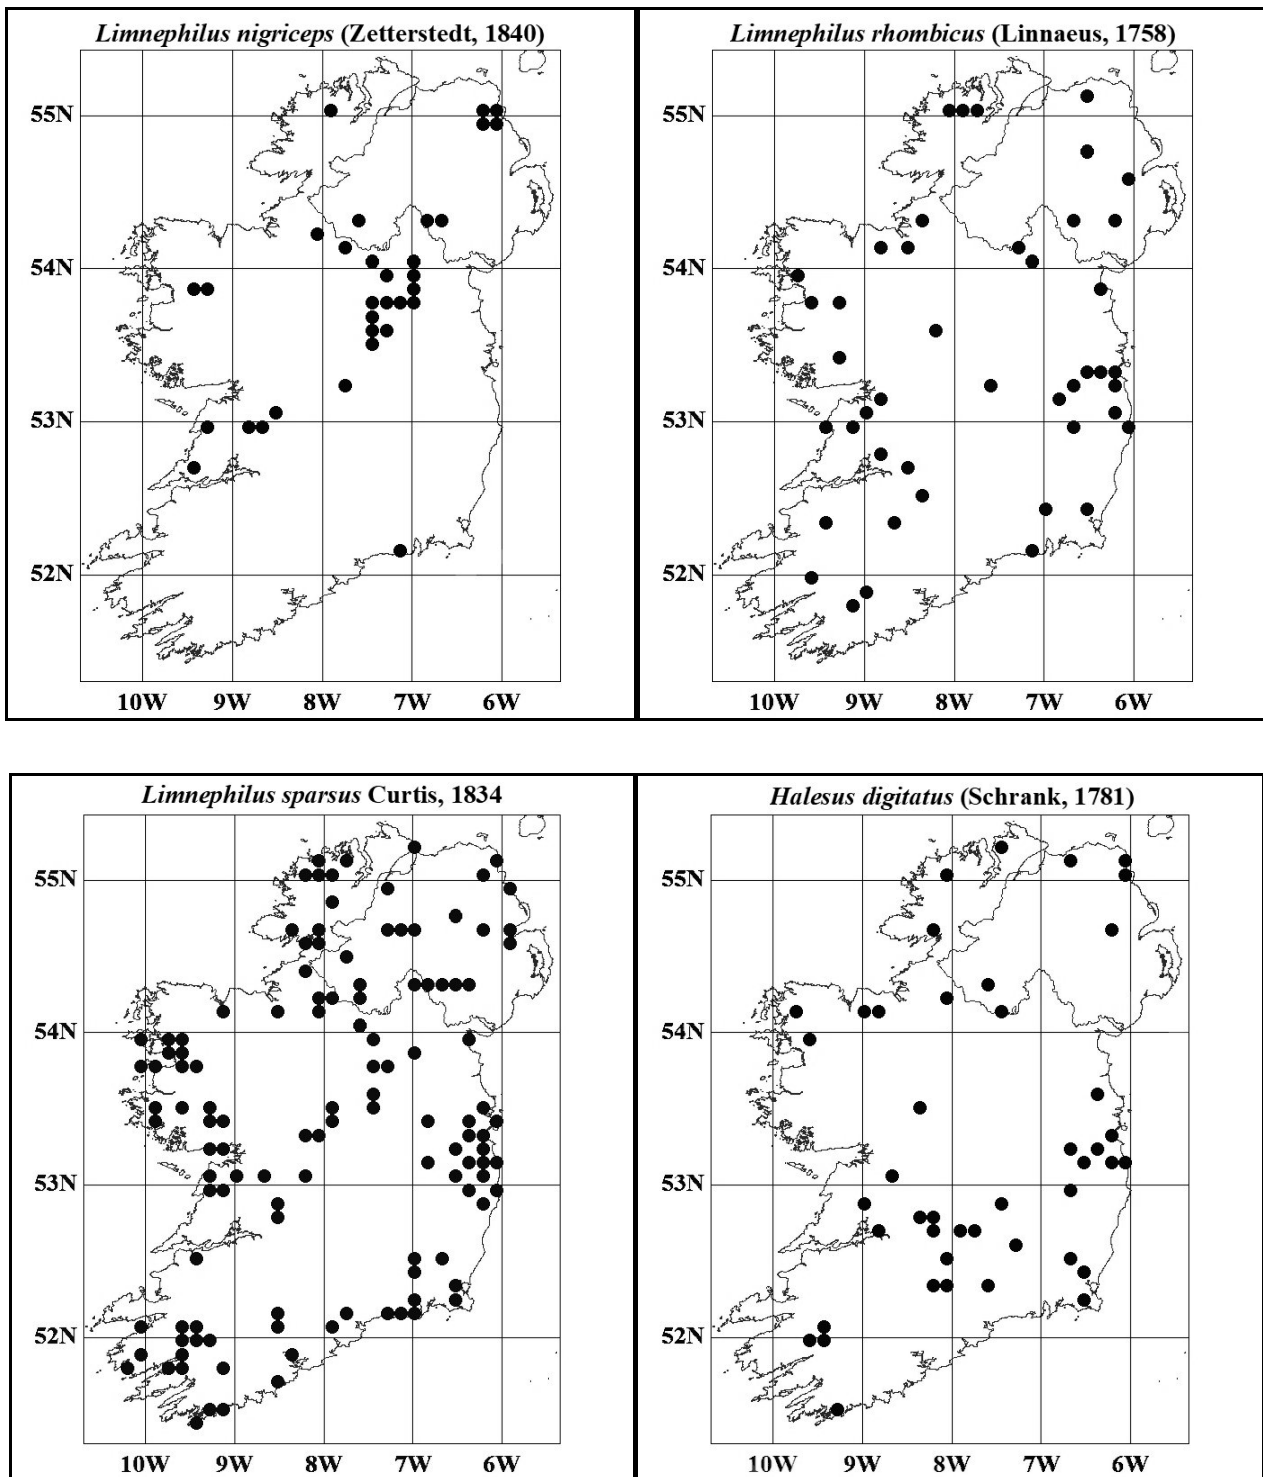 Limnephilus nigriceps (Zetterstedt, 1840)
55N
54N
53N
52N
10W 9W 8W 7W 6W
Limnephilus rhombicus (Linnaeus, 1758)
55N
54N
53N
52N
10W 9W 8W 7W 6W
Limnephilus sparsus Curtis, 1834
55N
54N
53N
52N
10W 9W 8W 7W 6W
Halesus digitatus (Schrank, 1781)
55N
54N
53N
52N
10W 9W 8W 7W 6W